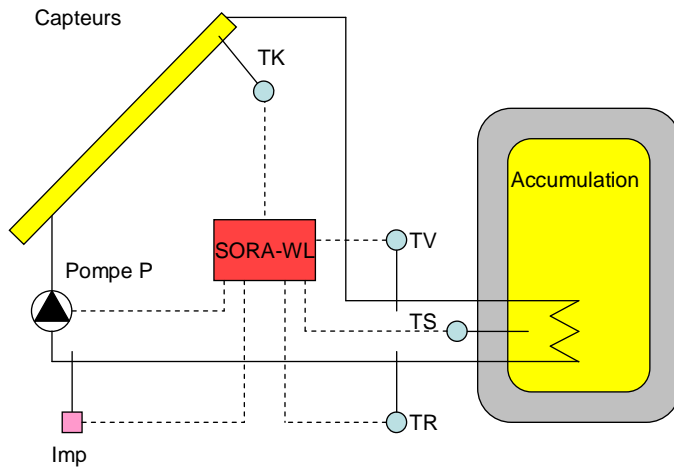 Capteurs
TK
Accumulation
SORA-WL
TV
Pompe P
TS
TR
Imp